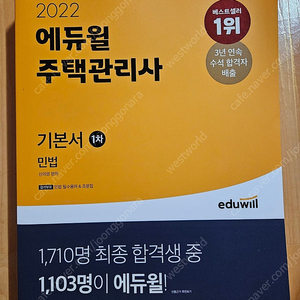 2022
에듀윌
주택관리사
베스트셀러
1위
3년 연속
수석 합격자
배출
기본서 1차
민법
eduwill
1,710명 최종 합격생 중
1,103명이 에듀윌!